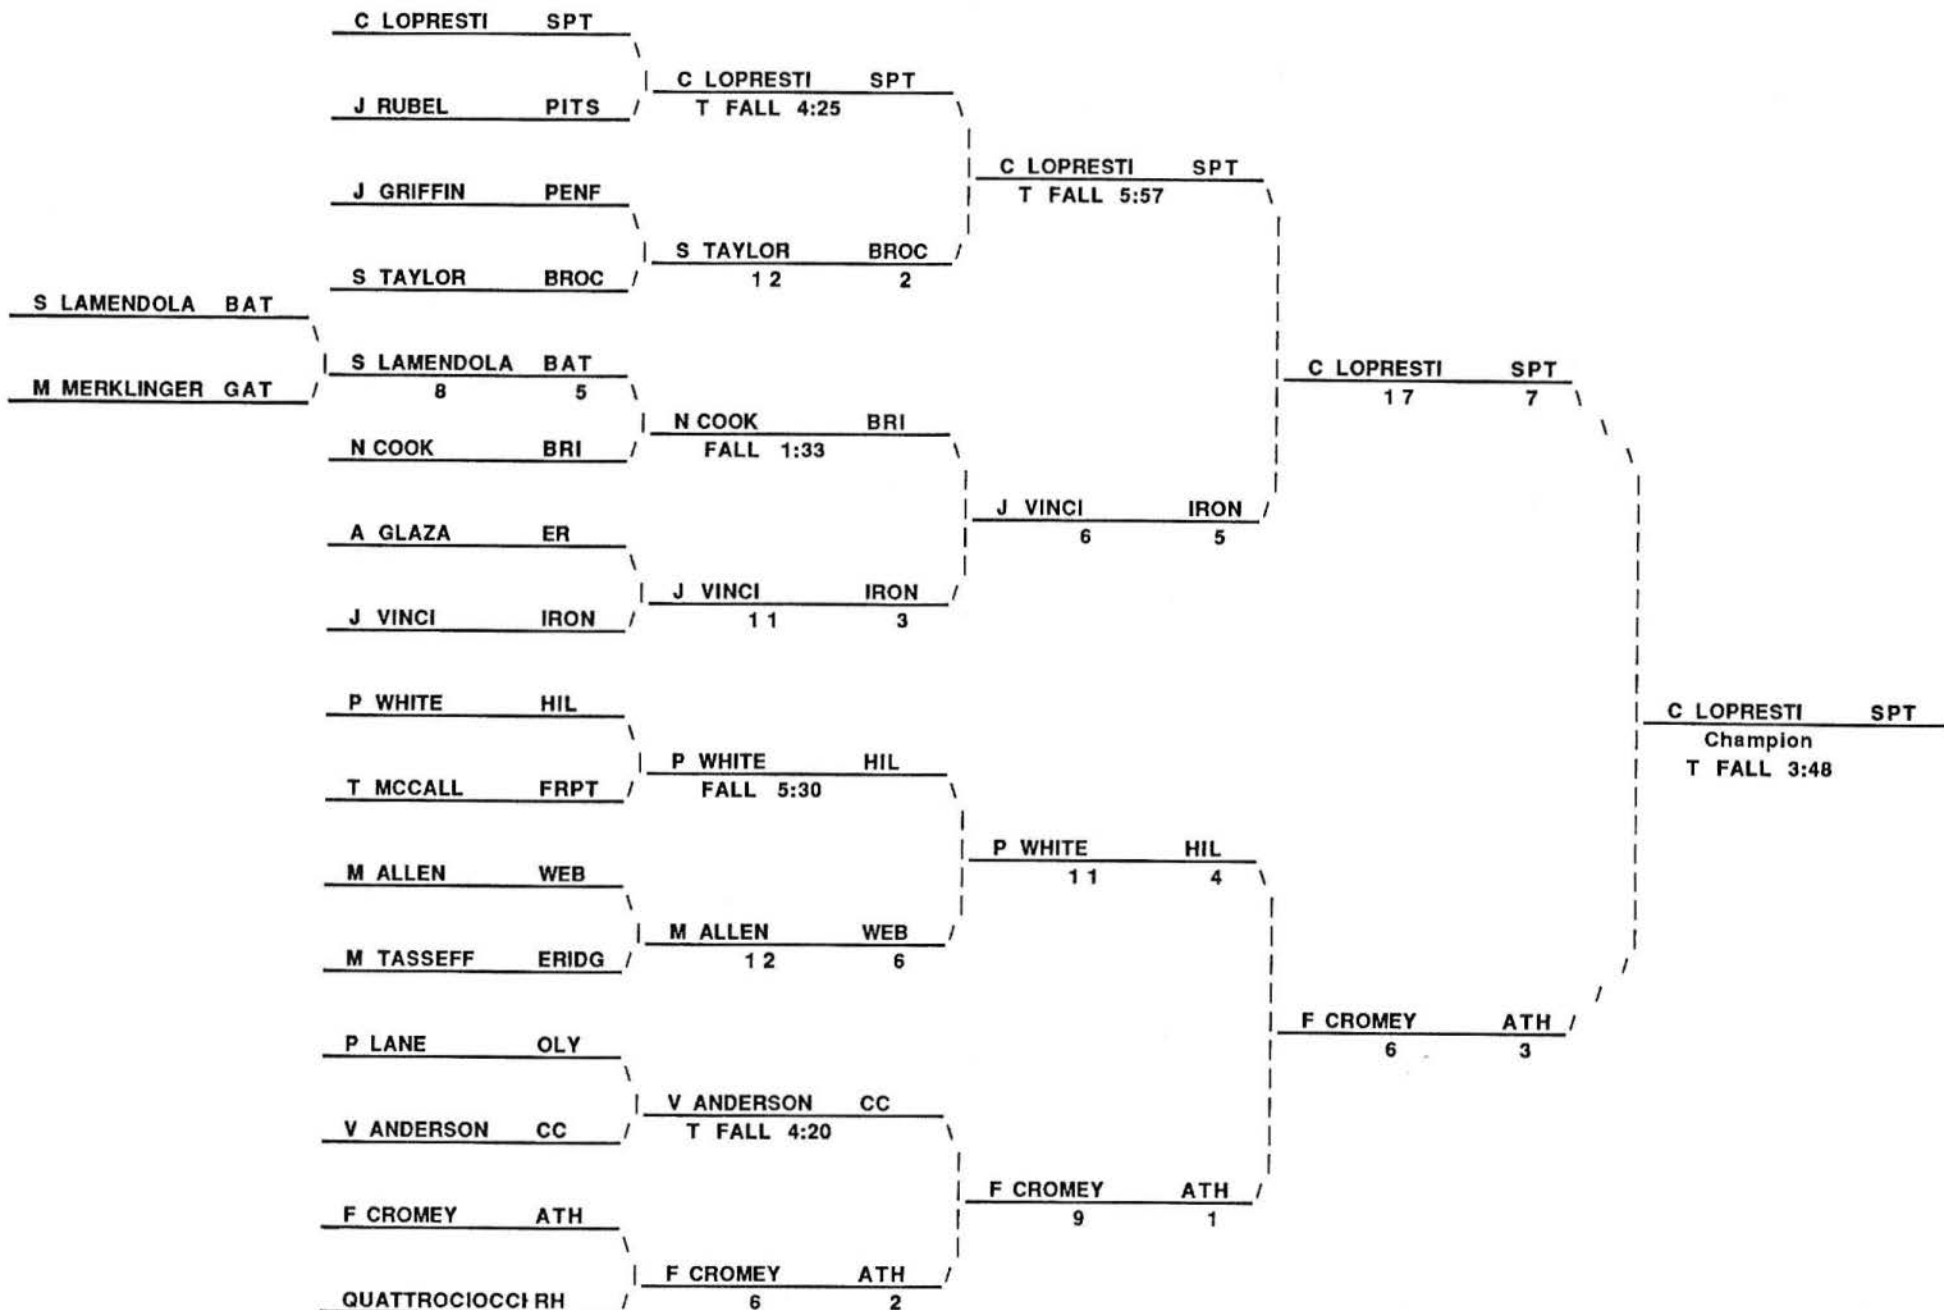 C LOPRESTI SPT
C LOPRESTI SPT
T FALL 4:25
J RUBEL PITS
C LOPRESTI SPT
T FALL 5:57
J GRIFFIN PENF
S TAYLOR BROC
12 2
S TAYLOR BROC
S LAMENDOLA BAT
S LAMENDOLA BAT
8 5
C LOPRESTI SPT
17 7
M MERKLINGER GAT
N COOK BRI
FALL 1:33
N COOK BRI
J VINCI IRON
6 5
A GLAZA ER
J VINCI IRON
11 3
J VINCI IRON
P WHITE HIL
C LOPRESTI SPT
Champion
T FALL 3:48
P WHITE HIL
FALL 5:30
T MCCALL FRPT
P WHITE HIL
11 4
M ALLEN WEB
M ALLEN WEB
12 6
M TASSEFF ERIDG
F CROMEY ATH
6 3
P LANE OLY
V ANDERSON CC
T FALL 4:20
V ANDERSON CC
F CROMEY ATH
9 1
F CROMEY ATH
F CROMEY ATH
6 2
QUATTROCIOCCHI RH